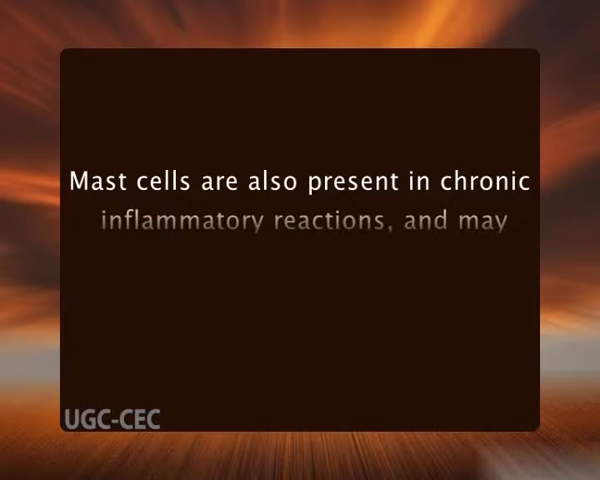 Mast cells are also present in chronic
inflammatory reactions, and may
UGC-CEC